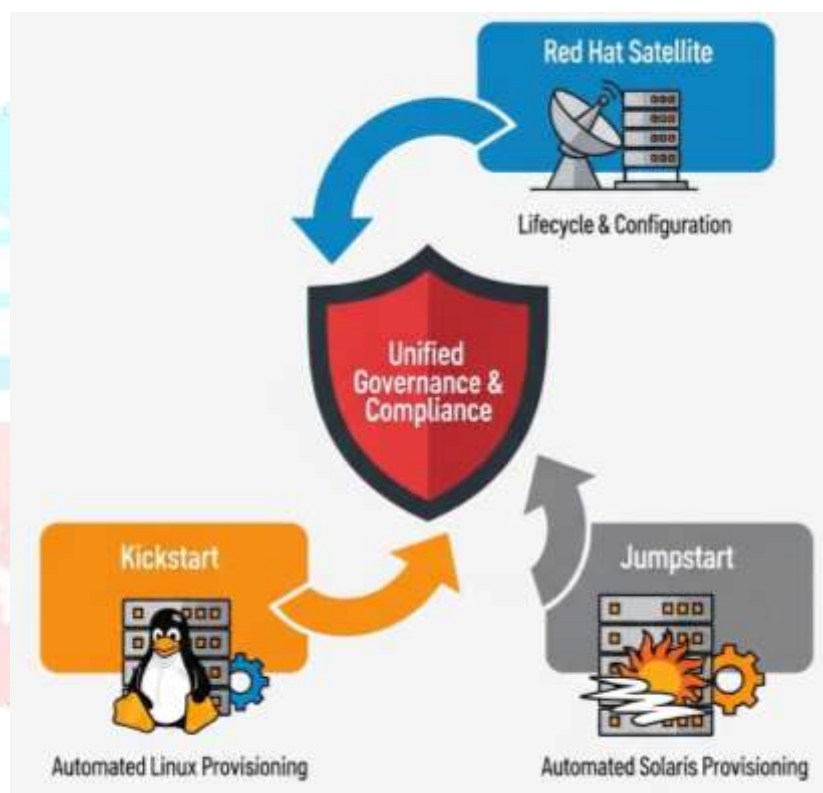 Red Hat Satellite
Lifecycle & Configuration
Unified
Governance &
Compliance
Kickstart
Jumpstart
Automated Linux Provisioning
Automated Solaris Provisioning